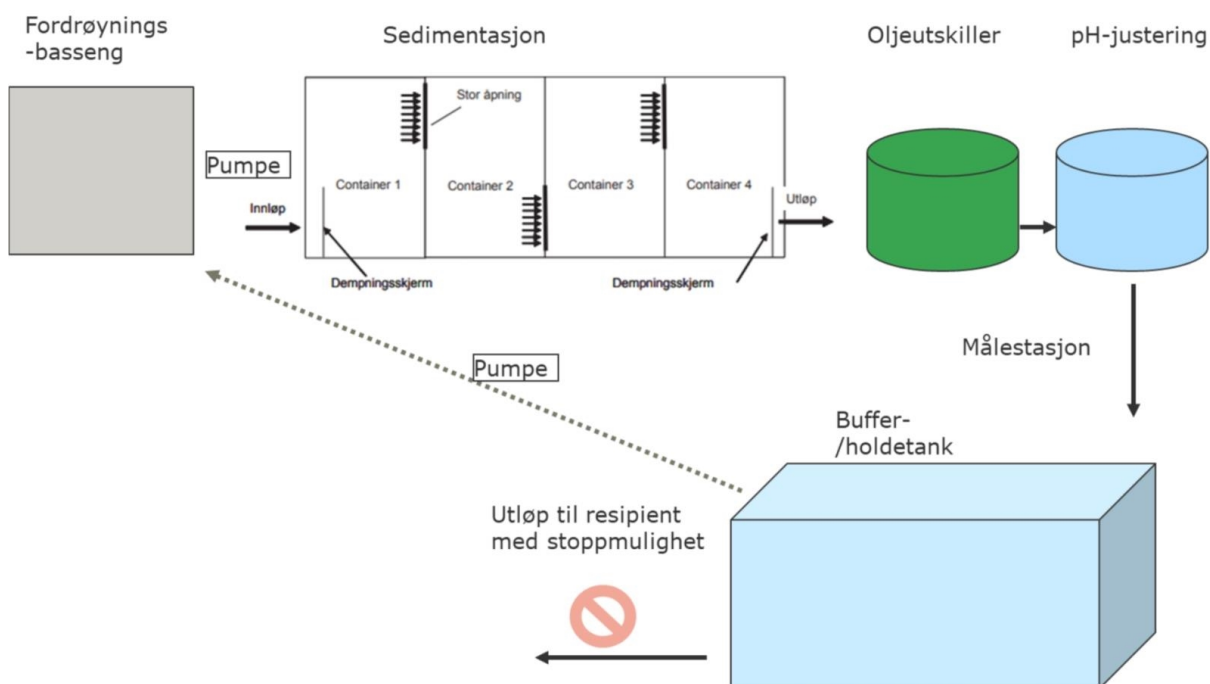 Fordrøynings
-basseng
Sedimentasjon
Oljeutskiller
pH-justering
Stor åpning
Pumpe
Container 1
Container 2
Container 3
Container 4
Innløp
Utløp
Dempningsskjerm
Dempningsskjerm
Målestasjon
Pumpe
Buffer-
/holdetank
Utløp til resipient
med stoppmulighet